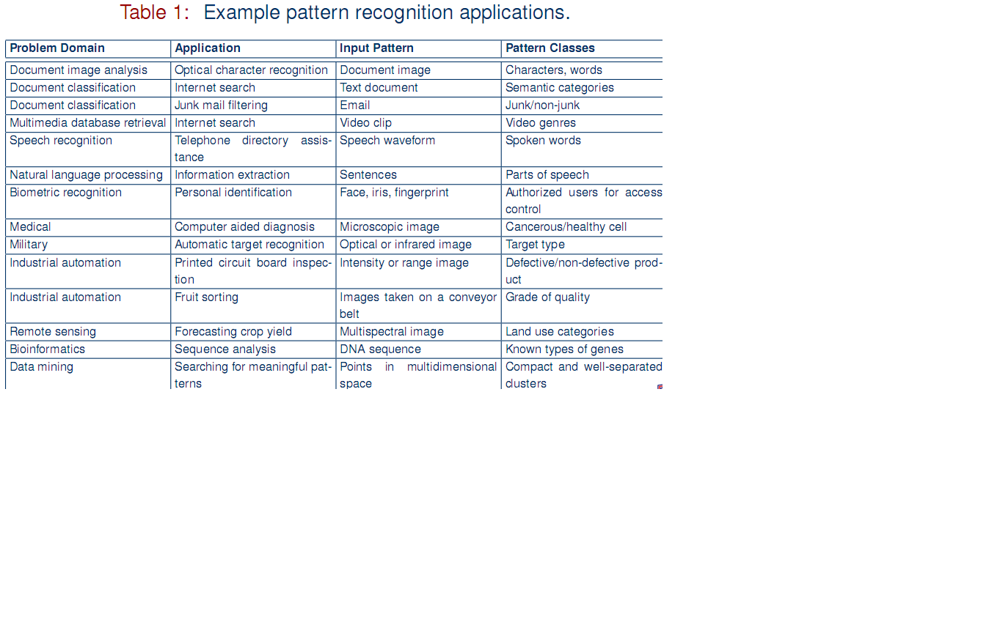 Table 1: Example pattern recognition applications.
Problem Domain Application Input Pattern Pattern Classes
Document image analysis Optical character recognition Document image Characters, words
Document classification Internet search Text document Semantic categories
Document classification Junk mail filtering Email Junk/non-junk
Multimedia database retrieval Internet search Video clip Video genres
Speech recognition Telephone directory assis- Speech waveform Spoken words
tance
Natural language processing Information extraction Sentences Parts of speech
Biometric recognition Personal identification Face, iris, fingerprint Authorized users for access
control
Medical Computer aided diagnosis Microscopic image Cancerous/healthy cell
Military Automatic target recognition Optical or infrared image Target type
Industrial automation Printed circuit board inspec- Intensity or range image Defective/non-defective prod-
tion uct
Industrial automation Fruit sorting Images taken on a conveyor Grade of quality
belt
Remote sensing Forecasting crop yield Multispectral image Land use categories
Bioinformatics Sequence analysis DNA sequence Known types of genes
Data mining Searching for meaningful pat- Points in multidimensional Compact and well-separated
terns space clusters